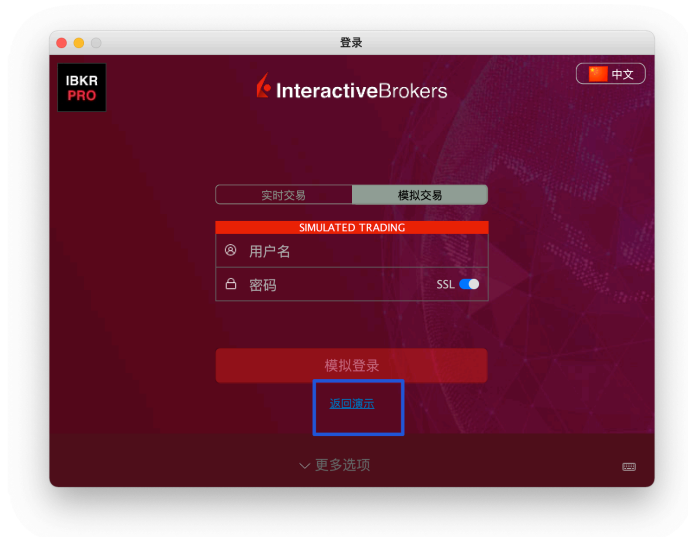 登录
IBKR
PRO
InteractiveBrokers
中文
实时交易
模拟交易
SIMULATED TRADING
用户名
密码
SSL
模拟登录
返回演示
更多选项